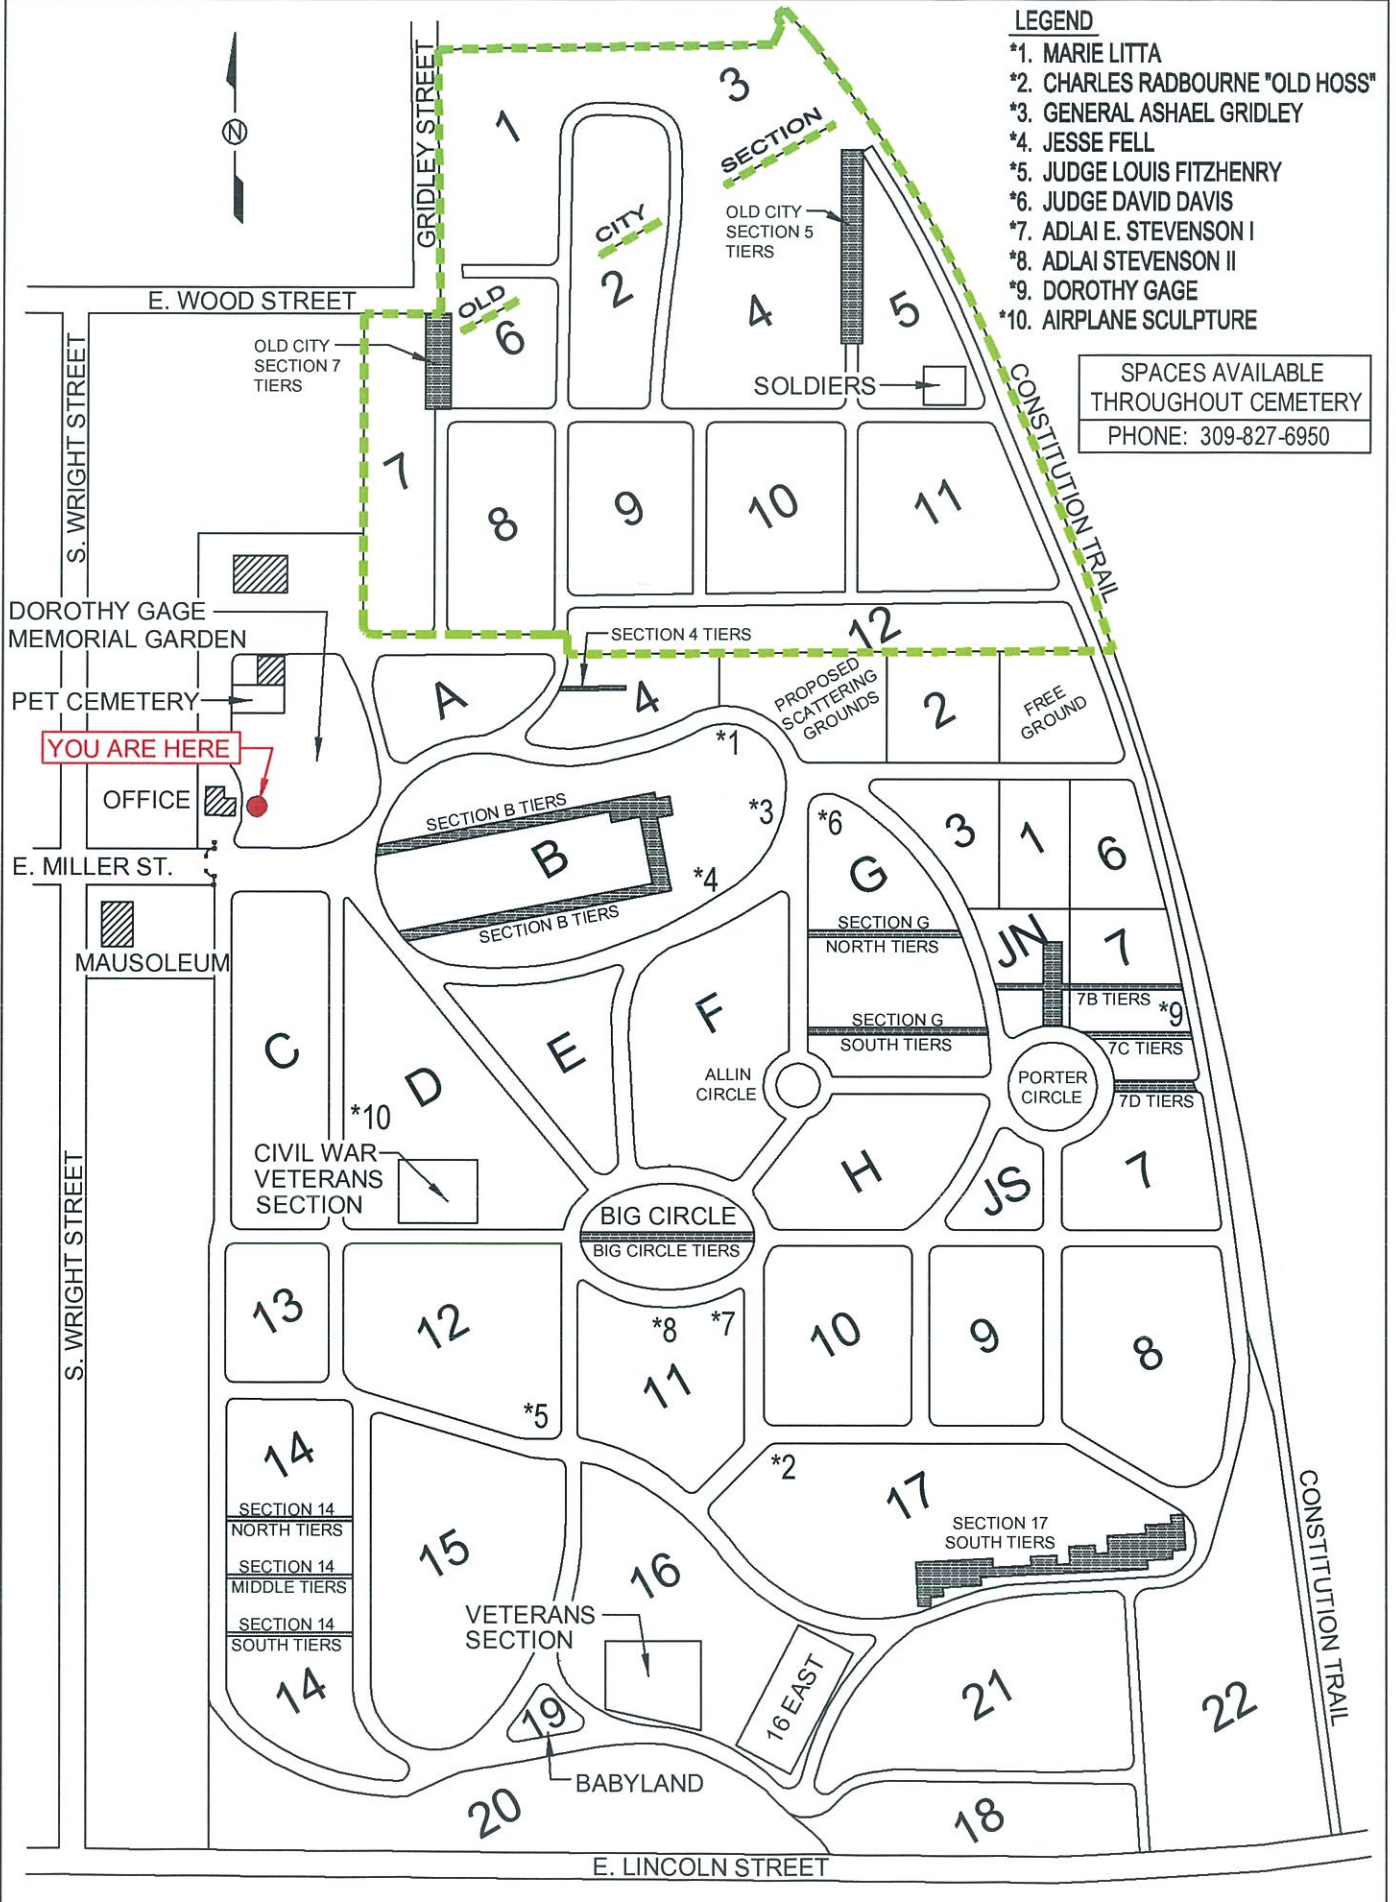 LEGEND
*1. MARIE LITTA
*2. CHARLES RADBOURNE "OLD HOSS"
*3. GENERAL ASHAEL GRIDLEY
*4. JESSE FELL
*5. JUDGE LOUIS FITZHENRY
*6. JUDGE DAVID DAVIS
*7. ADLAI E. STEVENSON I
*8. ADLAI STEVENSON II
*9. DOROTHY GAGE
*10. AIRPLANE SCULPTURE
SPACES AVAILABLE
THROUGHOUT CEMETERY
PHONE: 309-827-6950
N
GRIDLEY STREET
1
3
SECTION
CITY
2
OLD CITY
SECTION 5
TIERS
4
5
E. WOOD STREET
OLD
6
OLD CITY
SECTION 7
TIERS
SOLDIERS
CONSTITUTION TRAIL
S. WRIGHT STREET
7
8
9
10
11
12
DOROTHY GAGE
MEMORIAL GARDEN
SECTION 4 TIERS
PET CEMETERY
A
4
PROPOSED
SCATTERING
GROUNDS
2
FREE
GROUND
YOU ARE HERE
*1
OFFICE
SECTION B TIERS
*3
*6
B
*4
G
3
1
6
E. MILLER ST.
SECTION B TIERS
SECTION G
NORTH TIERS
JN
7
MAUSOLEUM
7B TIERS
*9
C
D
E
F
SECTION G
SOUTH TIERS
7C TIERS
ALLIN
CIRCLE
PORTER
CIRCLE
7D TIERS
*10
CIVIL WAR
VETERANS
SECTION
H
JS
7
BIG CIRCLE
BIG CIRCLE TIERS
S. WRIGHT STREET
13
12
*8
*7
11
10
9
8
*5
14
*2
17
SECTION 14
NORTH TIERS
SECTION 14
MIDDLE TIERS
SECTION 14
SOUTH TIERS
14
15
16
SECTION 17
SOUTH TIERS
CONSTITUTION TRAIL
VETERANS
SECTION
16 EAST
21
22
19
BABYLAND
20
18
E. LINCOLN STREET